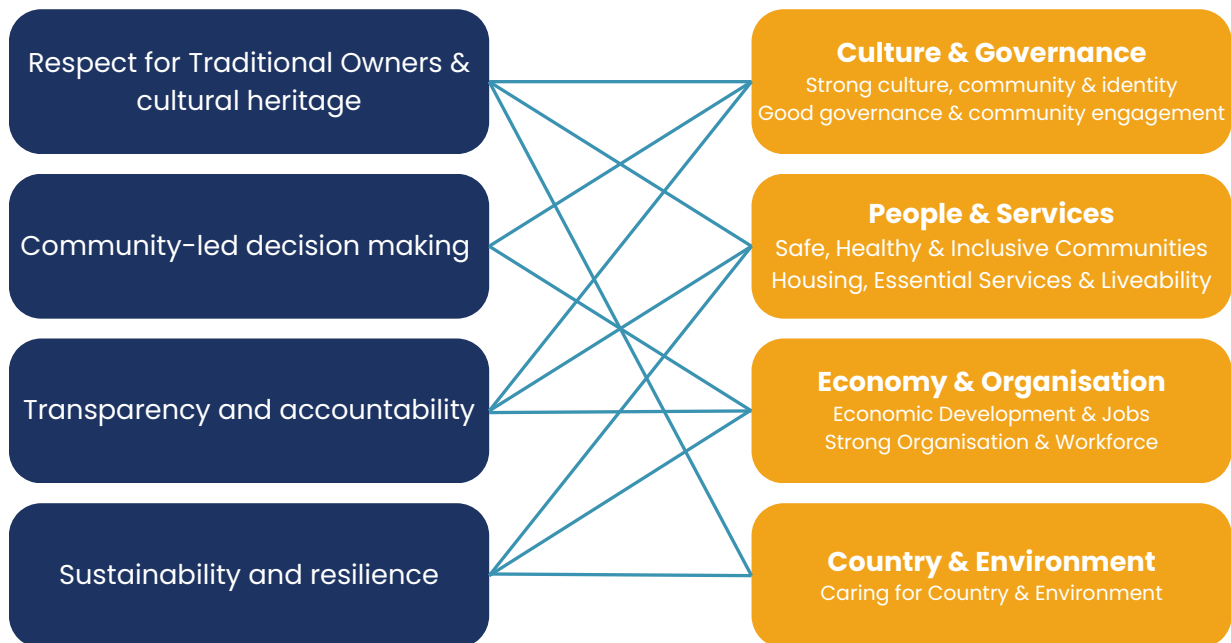 Respect for Traditional Owners &
cultural heritage
Community-led decision making
Transparency and accountability
Sustainability and resilience
Culture & Governance
Strong culture, community & identity
Good governance & community engagement
People & Services
Safe, Healthy & Inclusive Communities
Housing, Essential Services & Liveability
Economy & Organisation
Economic Development & Jobs
Strong Organisation & Workforce
Country & Environment
Caring for Country & Environment